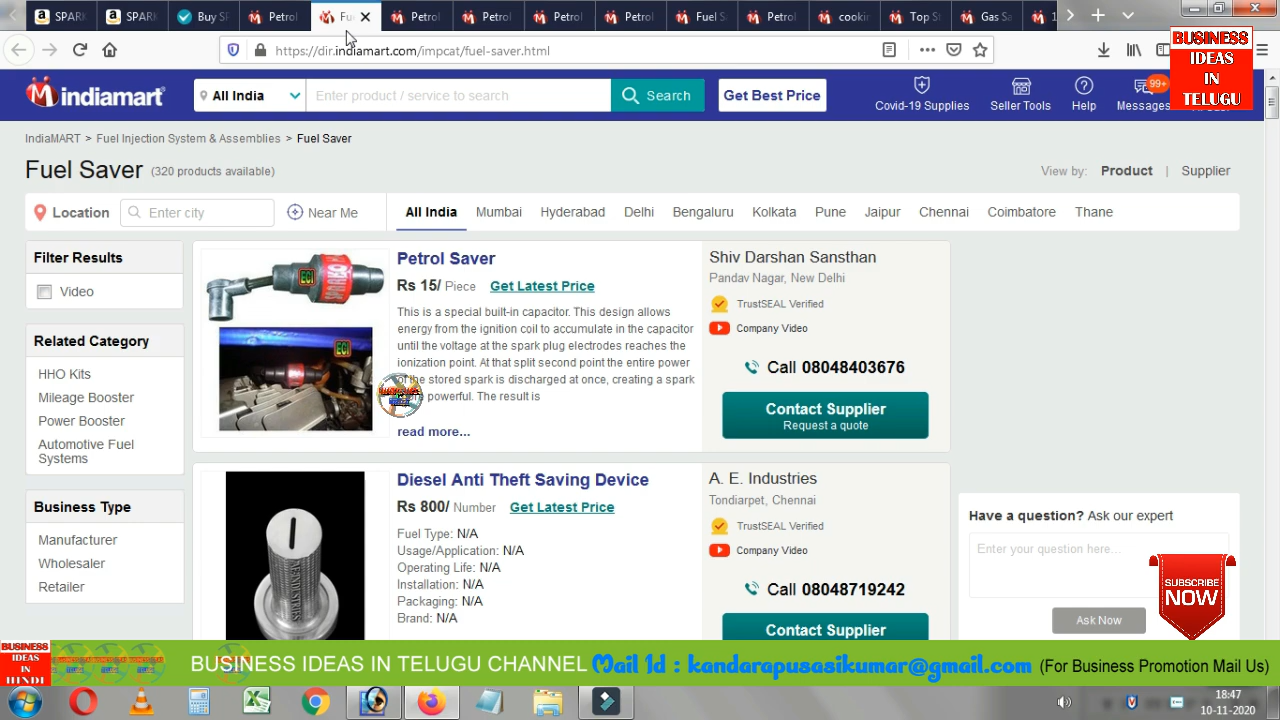 SPARK
SPARK
Buy SP
Petrol
Fu
Petrol
Petrol
Petrol
Petrol
Fuel S
Petrol
cookin
Top S
Gas Sa
https://dir.indiamart.com/impcat/fuel-saver.html
BUSINESS
IDEAS
IN
TELUGU
indiamart
All India
Enter product / service to search
Search
Get Best Price
Covid-19 Supplies
Seller Tools
Help
Messages
99+
IndiaMART > Fuel Injection System & Assemblies > Fuel Saver
Fuel Saver (320 products available)
View by: Product | Supplier
Location
Enter city
Near Me
All India Mumbai Hyderabad Delhi Bengaluru Kolkata Pune Jaipur Chennai Coimbatore Thane
Filter Results
Video
Related Category
HHO Kits
Mileage Booster
Power Booster
Automotive Fuel
Systems
Business Type
Manufacturer
Wholesaler
Retailer
ECI
ECI
Petrol Saver
Rs 15/ Piece Get Latest Price
This is a special built-in capacitor. This design allows
energy from the ignition coil to accumulate in the capacitor
until the voltage at the spark plug electrodes reaches the
ionization point. At that split second point the entire power
of the stored spark is discharged at once, creating a spark
powerful. The result is
read more...
Shiv Darshan Sansthan
Pandav Nagar, New Delhi
TrustSEAL Verified
Company Video
Call 08048403676
Contact Supplier
Request a quote
Diesel Anti Theft Saving Device
Rs 800/ Number Get Latest Price
Fuel Type: N/A
Usage/Application: N/A
Operating Life: N/A
Installation: N/A
Packaging: N/A
Brand: N/A
A. E. Industries
Tondiarpet, Chennai
TrustSEAL Verified
Company Video
Call 08048719242
Contact Supplier
Have a question? Ask our expert
Enter your question here...
Ask Now
SUBSCRIBE
NOW
BUSINESS
IDEAS
IN
HINDI
BUSINESS IDEAS IN TELUGU CHANNEL Mail Id : kandarapusasikumar@gmail.com (For Business Promotion Mail Us)
18:47
10-11-2020